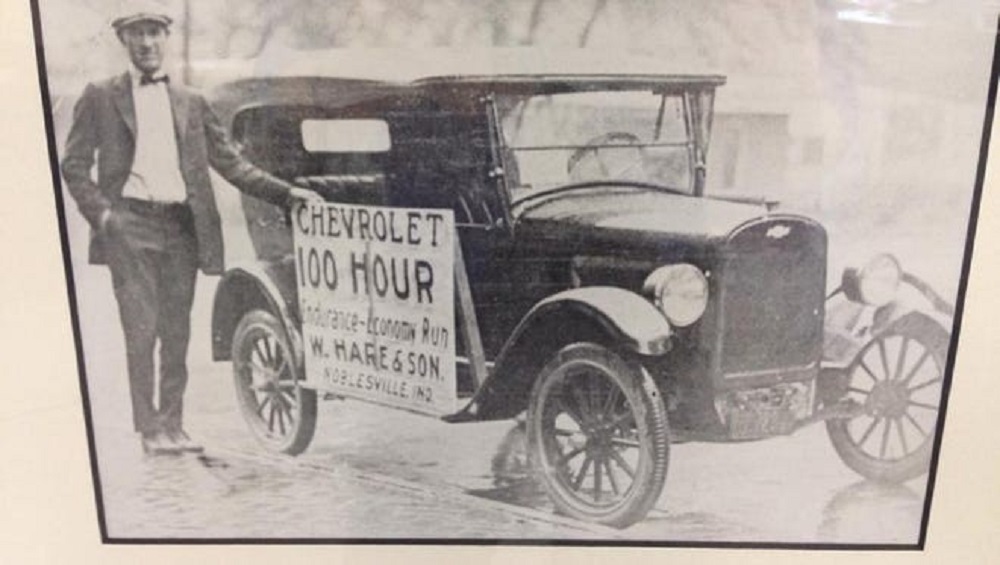 CHEVROLET
100 HOUR
Endurance-Economy Run
W. HARE & SON.
NOBLESVILLE, IND.